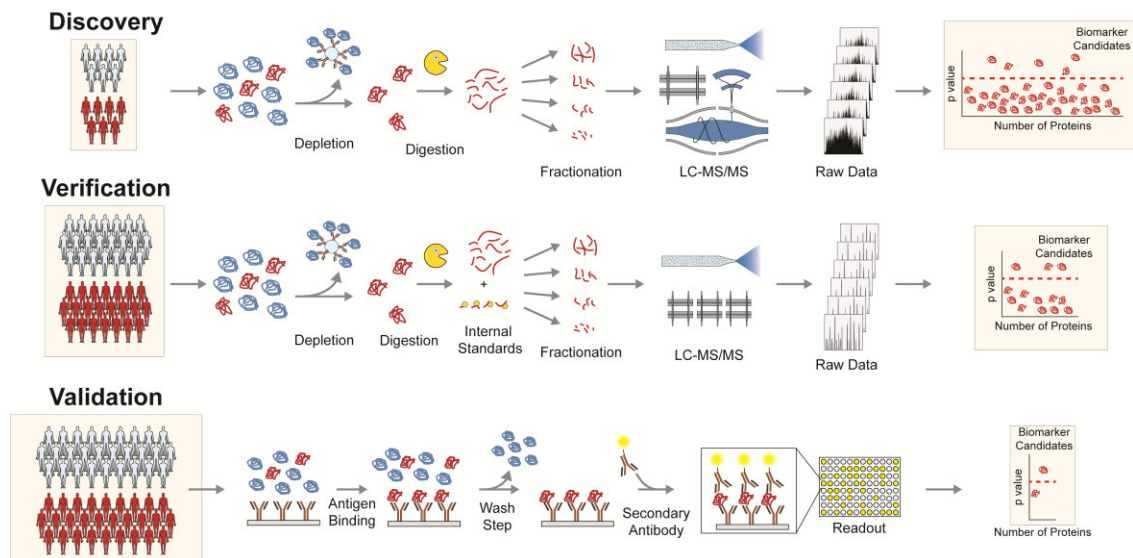 Discovery
Depletion
Digestion
Fractionation
LC-MS/MS
Raw Data
Biomarker
Candidates
p value
Number of Proteins
Verification
Depletion
Digestion
+
Internal
Standards
Fractionation
LC-MS/MS
Raw Data
Biomarker
Candidates
p value
Number of Proteins
Validation
Antigen
Binding
Wash
Step
Secondary
Antibody
Readout
Biomarker
Candidates
p value
Number of Proteins